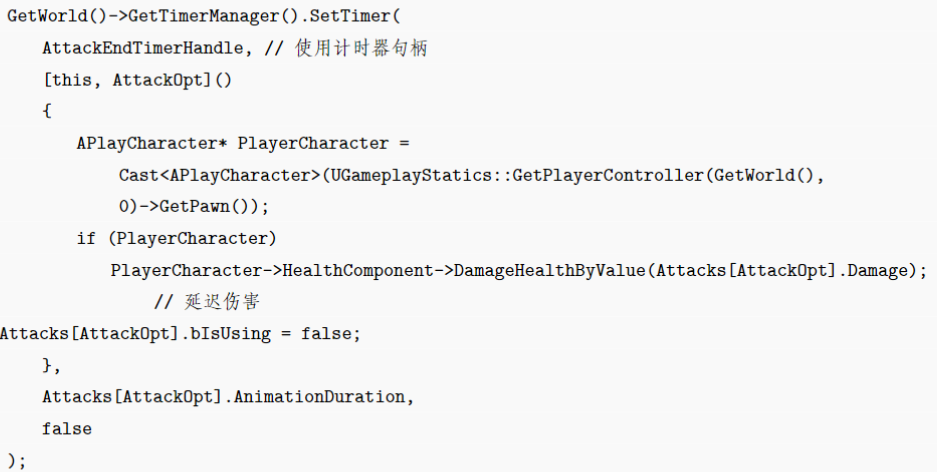 GetWorld()->GetTimerManager().SetTimer(
AttackEndTimerHandle, // 使用计时器句柄
[this, AttackOpt]()
{
APlayCharacter* PlayerCharacter =
Cast<APlayCharacter>(UGameplayStatics::GetPlayerController(GetWorld(),
0)->GetPawn());
if (PlayerCharacter)
PlayerCharacter->HealthComponent->DamageHealthByValue(Attacks[AttackOpt].Damage);
// 延迟伤害
Attacks[AttackOpt].bIsUsing = false;
},
Attacks[AttackOpt].AnimationDuration,
false
);